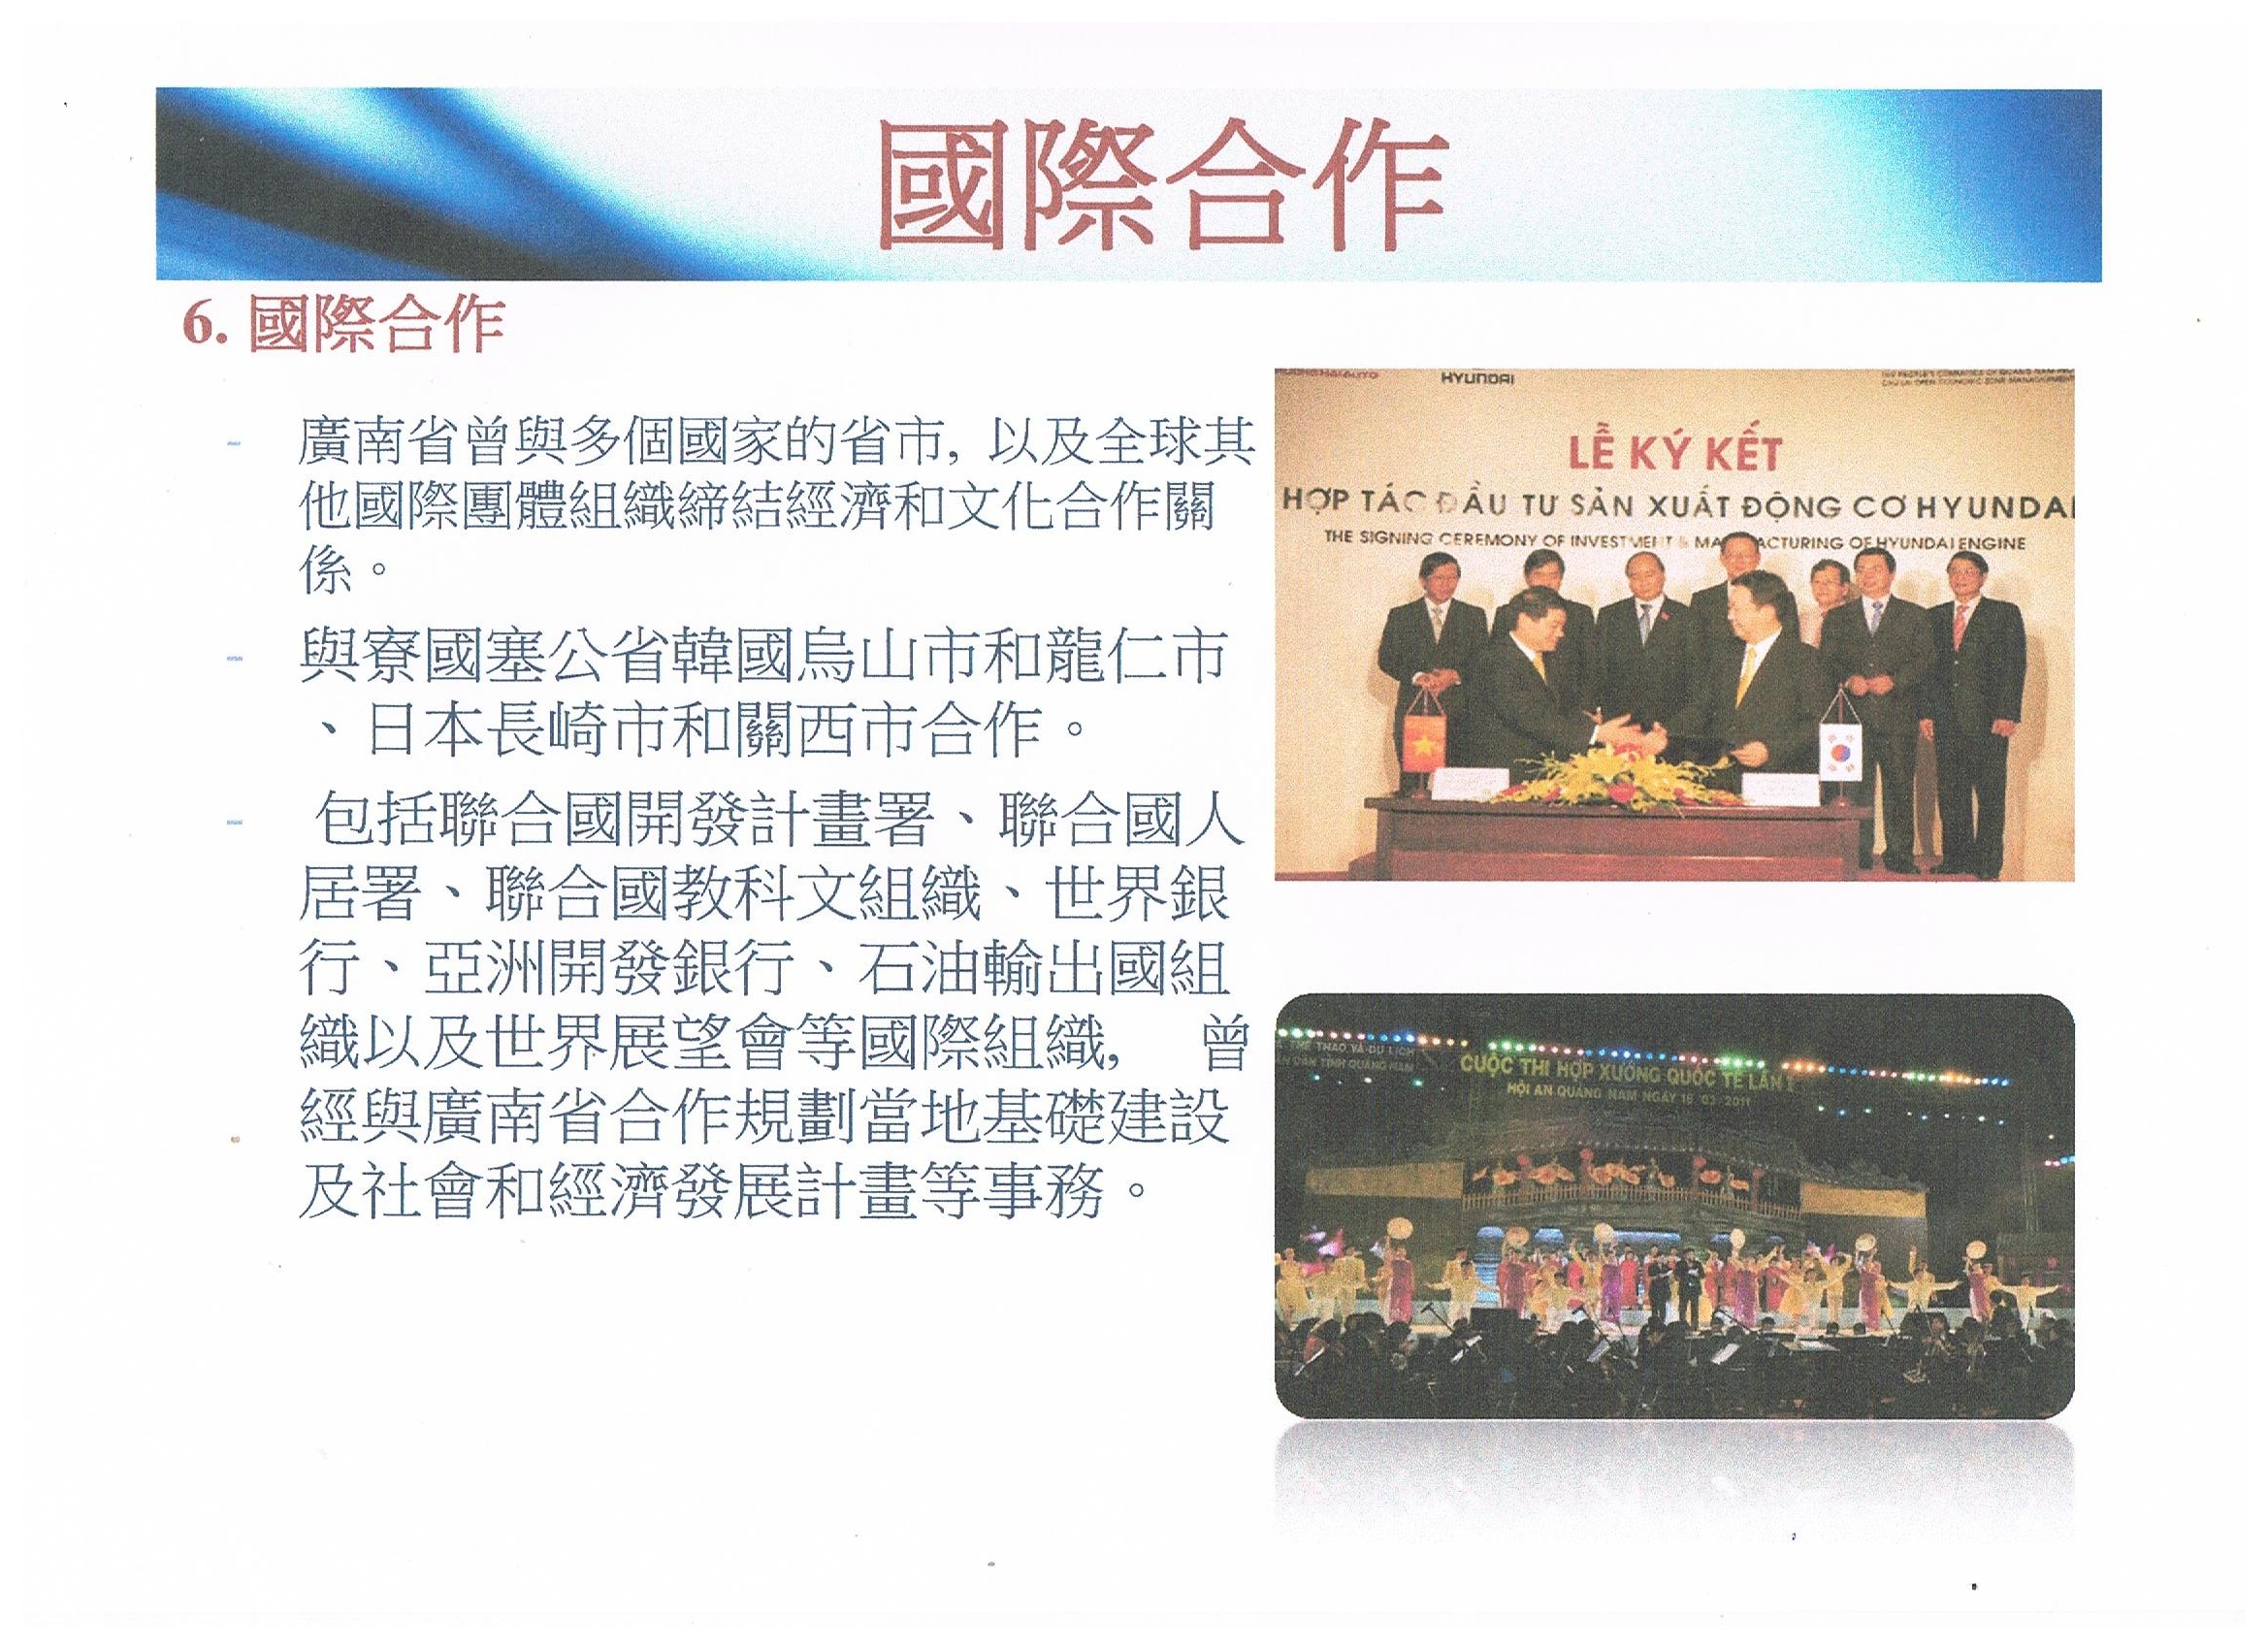 國際合作
6. 國際合作
- 廣南省曾與多個國家的省市, 以及全球其
他國際團體組織締結經濟和文化合作關
係。
- 與寮國塞公省韓國烏山市和龍仁市
、日本長崎市和關西市合作。
- 包括聯合國開發計畫署、聯合國人
居署、聯合國教科文組織、世界銀
行、亞洲開發銀行、石油輸出國組
織以及世界展望會等國際組織, 曾
經與廣南省合作規劃當地基礎建設
及社會和經濟發展計畫等事務。
HYUNDAI
LỄ KÝ KẾT
HỢP TÁC ĐẦU TƯ SẢN XUẤT ĐỘNG CƠ HYUNDAI
THE SIGNING CEREMONY OF INVESTMENT & MANUFACTURING OF HYUNDAI ENGINE
CUỘC THI HỢP XƯỚNG QUỐC TẾ LẦN
HỘI AN QUẢNG NAM NGÀY 16 03 2011